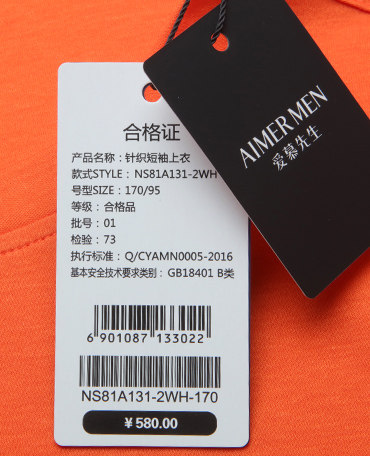 合格证
产品名称：针织短袖上衣
款式STYLE：NS81A131-2WH
号型SIZE：170/95
等级：合格品
批号：01
检验：73
执行标准：Q/CYAMN0005-2016
基本安全技术要求类别：GB18401 B类
6 901087 133022
NS81A131-2WH-170
¥580.00
AIMER MEN
爱慕先生